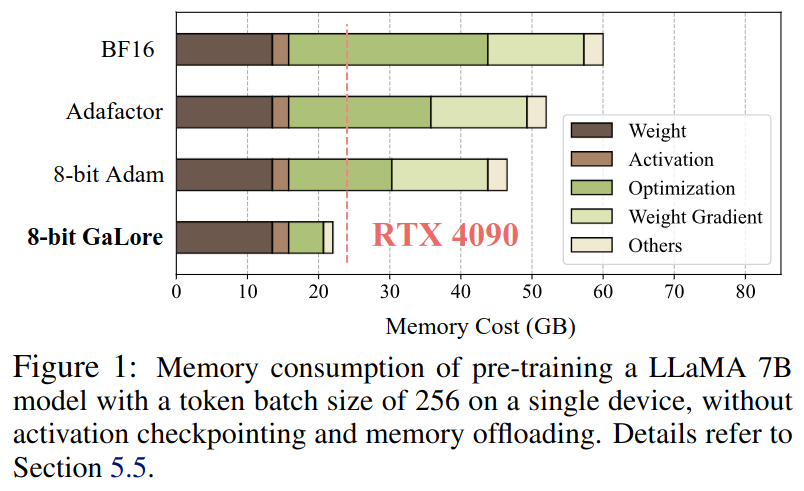 BF16
Adafactor
8-bit Adam
8-bit GaLore
RTX 4090
Weight
Activation
Optimization
Weight Gradient
Others
0 10 20 30 40 50 60 70 80
Memory Cost (GB)
Figure 1: Memory consumption of pre-training a LLaMA 7B
model with a token batch size of 256 on a single device, without
activation checkpointing and memory offloading. Details refer to
Section 5.5.